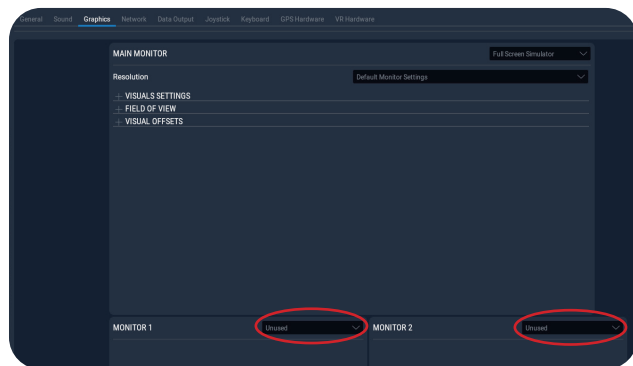 General Sound Graphics Network Data Output Joystick Keyboard GPS Hardware VR Hardware
MAIN MONITOR Full Screen Simulator
Resolution Default Monitor Settings
VISUALS SETTINGS
FIELD OF VIEW
VISUAL OFFSETS
MONITOR 1 Unused MONITOR 2 Unused